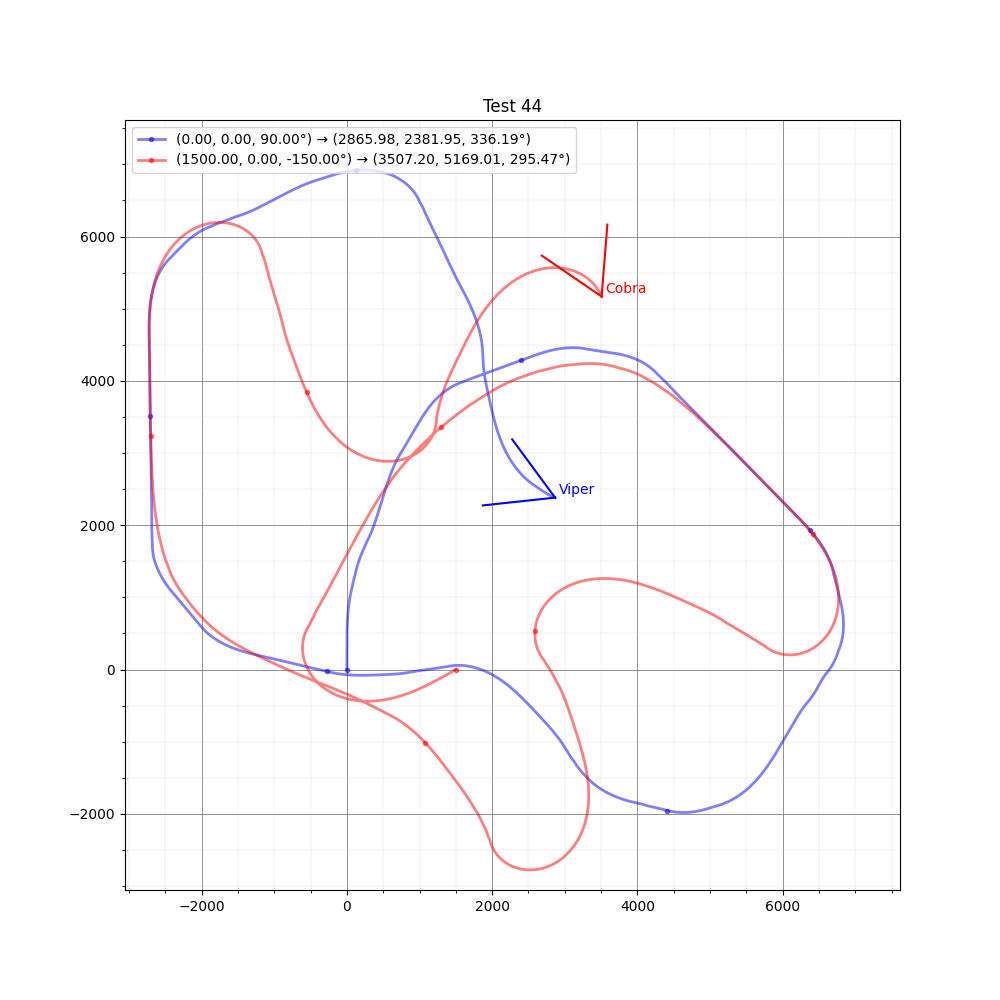 Test 44
(0.00, 0.00, 90.00°) → (2865.98, 2381.95, 336.19°)
(1500.00, 0.00, -150.00°) → (3507.20, 5169.01, 295.47°)
6000
Cobra
4000
Viper
2000
0
−2000
−2000 0 2000 4000 6000